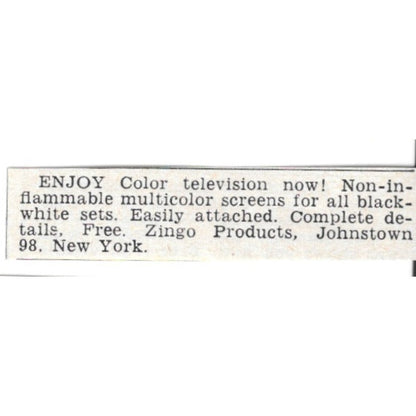 ENJOY Color television now! Non-in-
flammable multicolor screens for all black-
white sets. Easily attached. Complete de-
tails, Free. Zingo Products, Johnstown
98, New York.